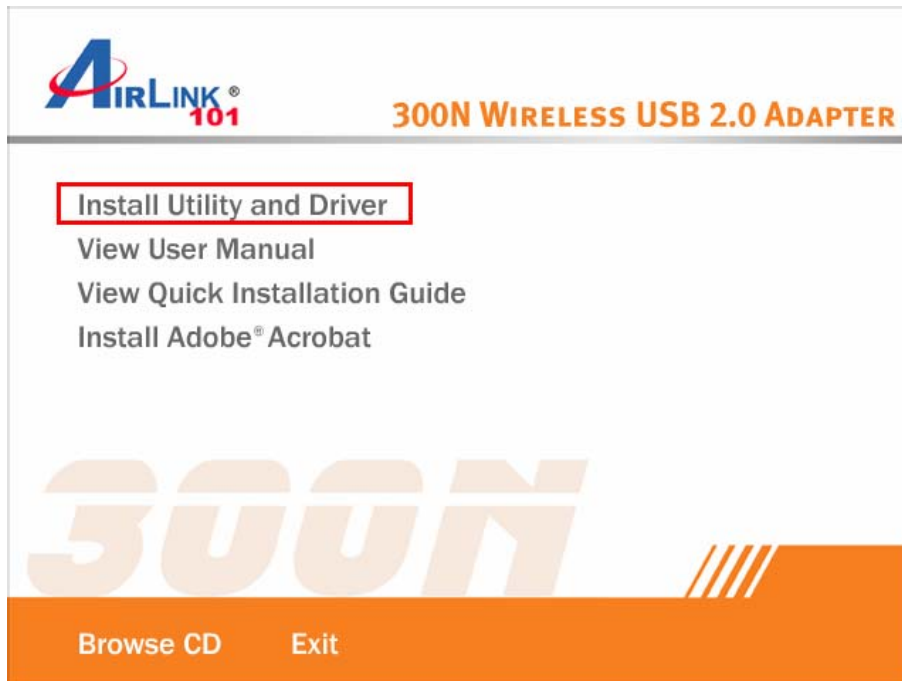 AIRLINK ®
101
300N WIRELESS USB 2.0 ADAPTER
Install Utility and Driver
View User Manual
View Quick Installation Guide
Install Adobe® Acrobat
300N
Browse CD Exit